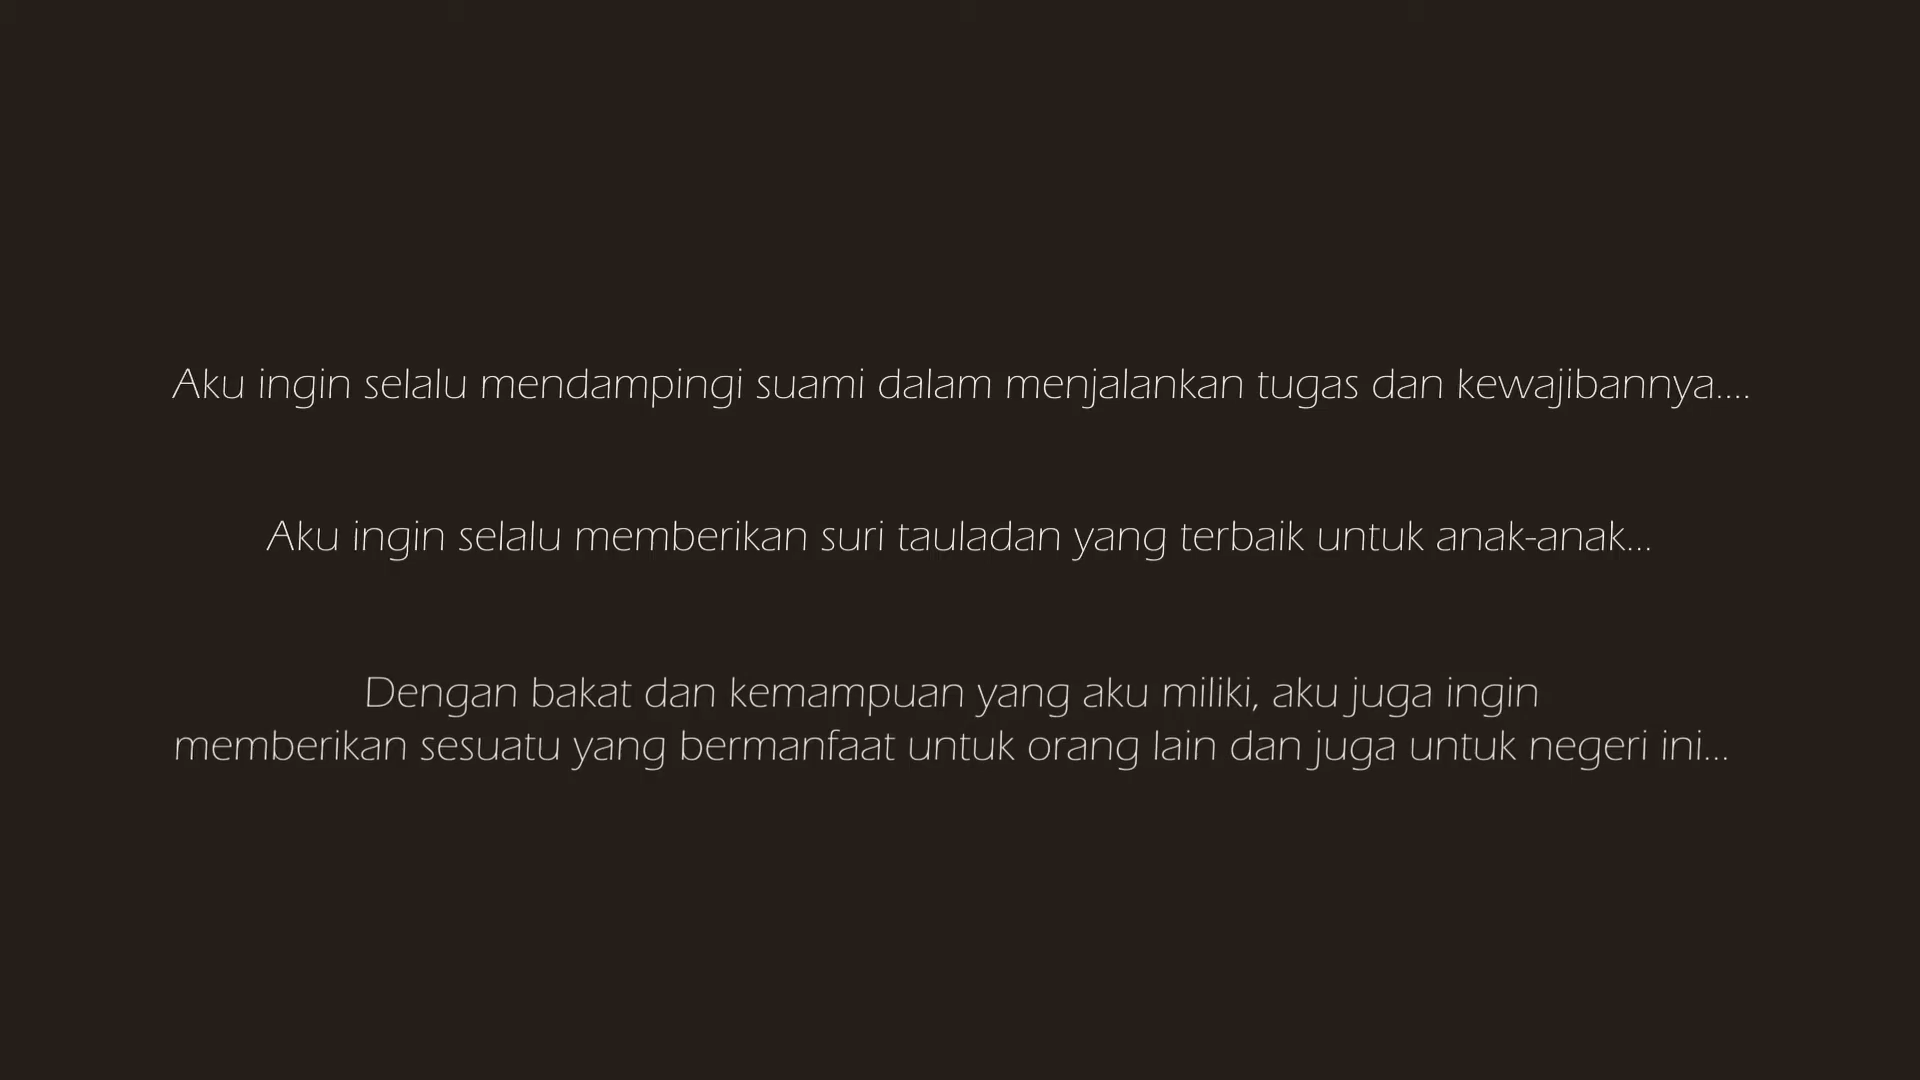 Aku ingin selalu mendampingi suami dalam menjalankan tugas dan kewajibannya....
Aku ingin selalu memberikan suri tauladan yang terbaik untuk anak-anak...
Dengan bakat dan kemampuan yang aku miliki, aku juga ingin
memberikan sesuatu yang bermanfaat untuk orang lain dan juga untuk negeri ini...